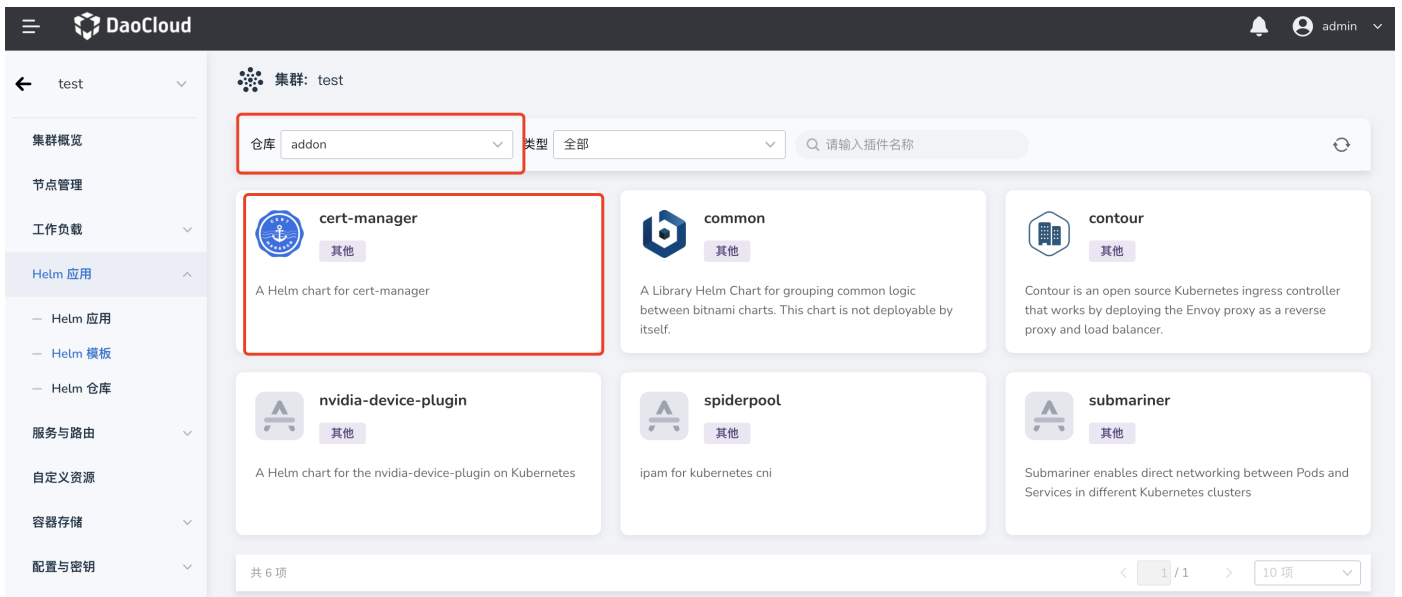 DaoCloud
admin
test
集群概览
节点管理
工作负载
Helm 应用
— Helm 应用
— Helm 模板
— Helm 仓库
服务与路由
自定义资源
容器存储
配置与密钥
集群: test
仓库 addon 类型 全部 请输入插件名称
cert-manager
其他
A Helm chart for cert-manager
common
其他
A Library Helm Chart for grouping common logic
between bitnami charts. This chart is not deployable by
itself.
contour
其他
Contour is an open source Kubernetes ingress controller
that works by deploying the Envoy proxy as a reverse
proxy and load balancer.
nvidia-device-plugin
其他
A Helm chart for the nvidia-device-plugin on Kubernetes
spiderpool
其他
ipam for kubernetes cni
submariner
其他
Submariner enables direct networking between Pods and
Services in different Kubernetes clusters
共 6 项
1 / 1
10 项